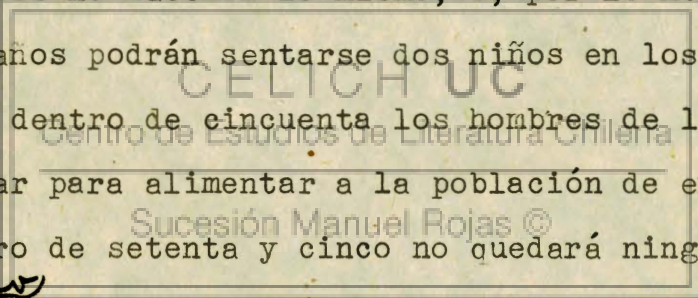 años podrán sentarse dos niños en los
CELICH UC
dentro de cincuenta los hombres de l
Centro de Estudios de Literatura Chilena
ar para alimentar a la población de e
Sucesión Manuel Rojas ©
ro de setenta y cinco no quedará ning